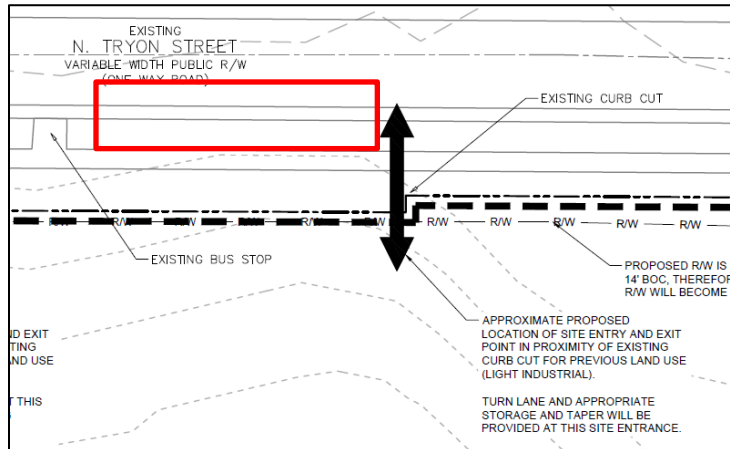 EXISTING
N. TRYON STREET
VARIABLE WIDTH PUBLIC R/W
(ONE-WAY ROAD)
EXISTING CURB CUT
R/W R/W R/W R/W R/W R/W R/W R/W R/W R/W R/W
EXISTING BUS STOP
PROPOSED R/W IS
14' BOC, THEREFOR
R/W WILL BECOME
ND EXIT
TING
AND USE
T THIS
APPROXIMATE PROPOSED
LOCATION OF SITE ENTRY AND EXIT
POINT IN PROXIMITY OF EXISTING
CURB CUT FOR PREVIOUS LAND USE
(LIGHT INDUSTRIAL).
TURN LANE AND APPROPRIATE
STORAGE AND TAPER WILL BE
PROVIDED AT THIS SITE ENTRANCE.